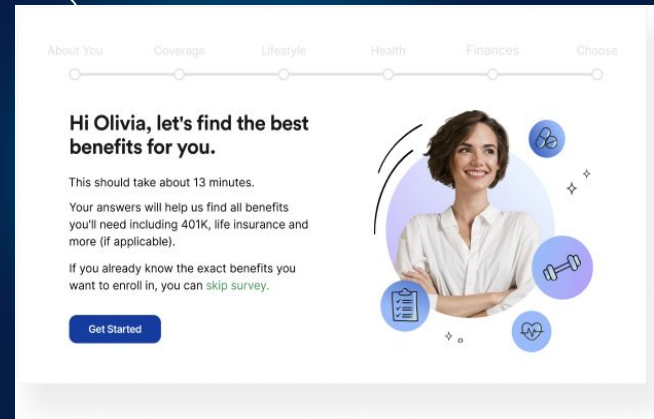 About You
Coverage
Lifestyle
Health
Finances
Choose
Hi Olivia, let's find the best
benefits for you.
This should take about 13 minutes.
Your answers will help us find all benefits
you'll need including 401K, life insurance and
more (if applicable).
If you already know the exact benefits you
want to enroll in, you can skip survey.
Get Started